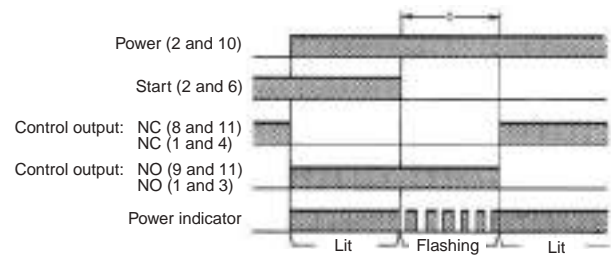 Power (2 and 10)
Start (2 and 6)
Control output: NC (8 and 11)
NC (1 and 4)
Control output: NO (9 and 11)
NO (1 and 3)
Power indicator
Lit Flashing Lit